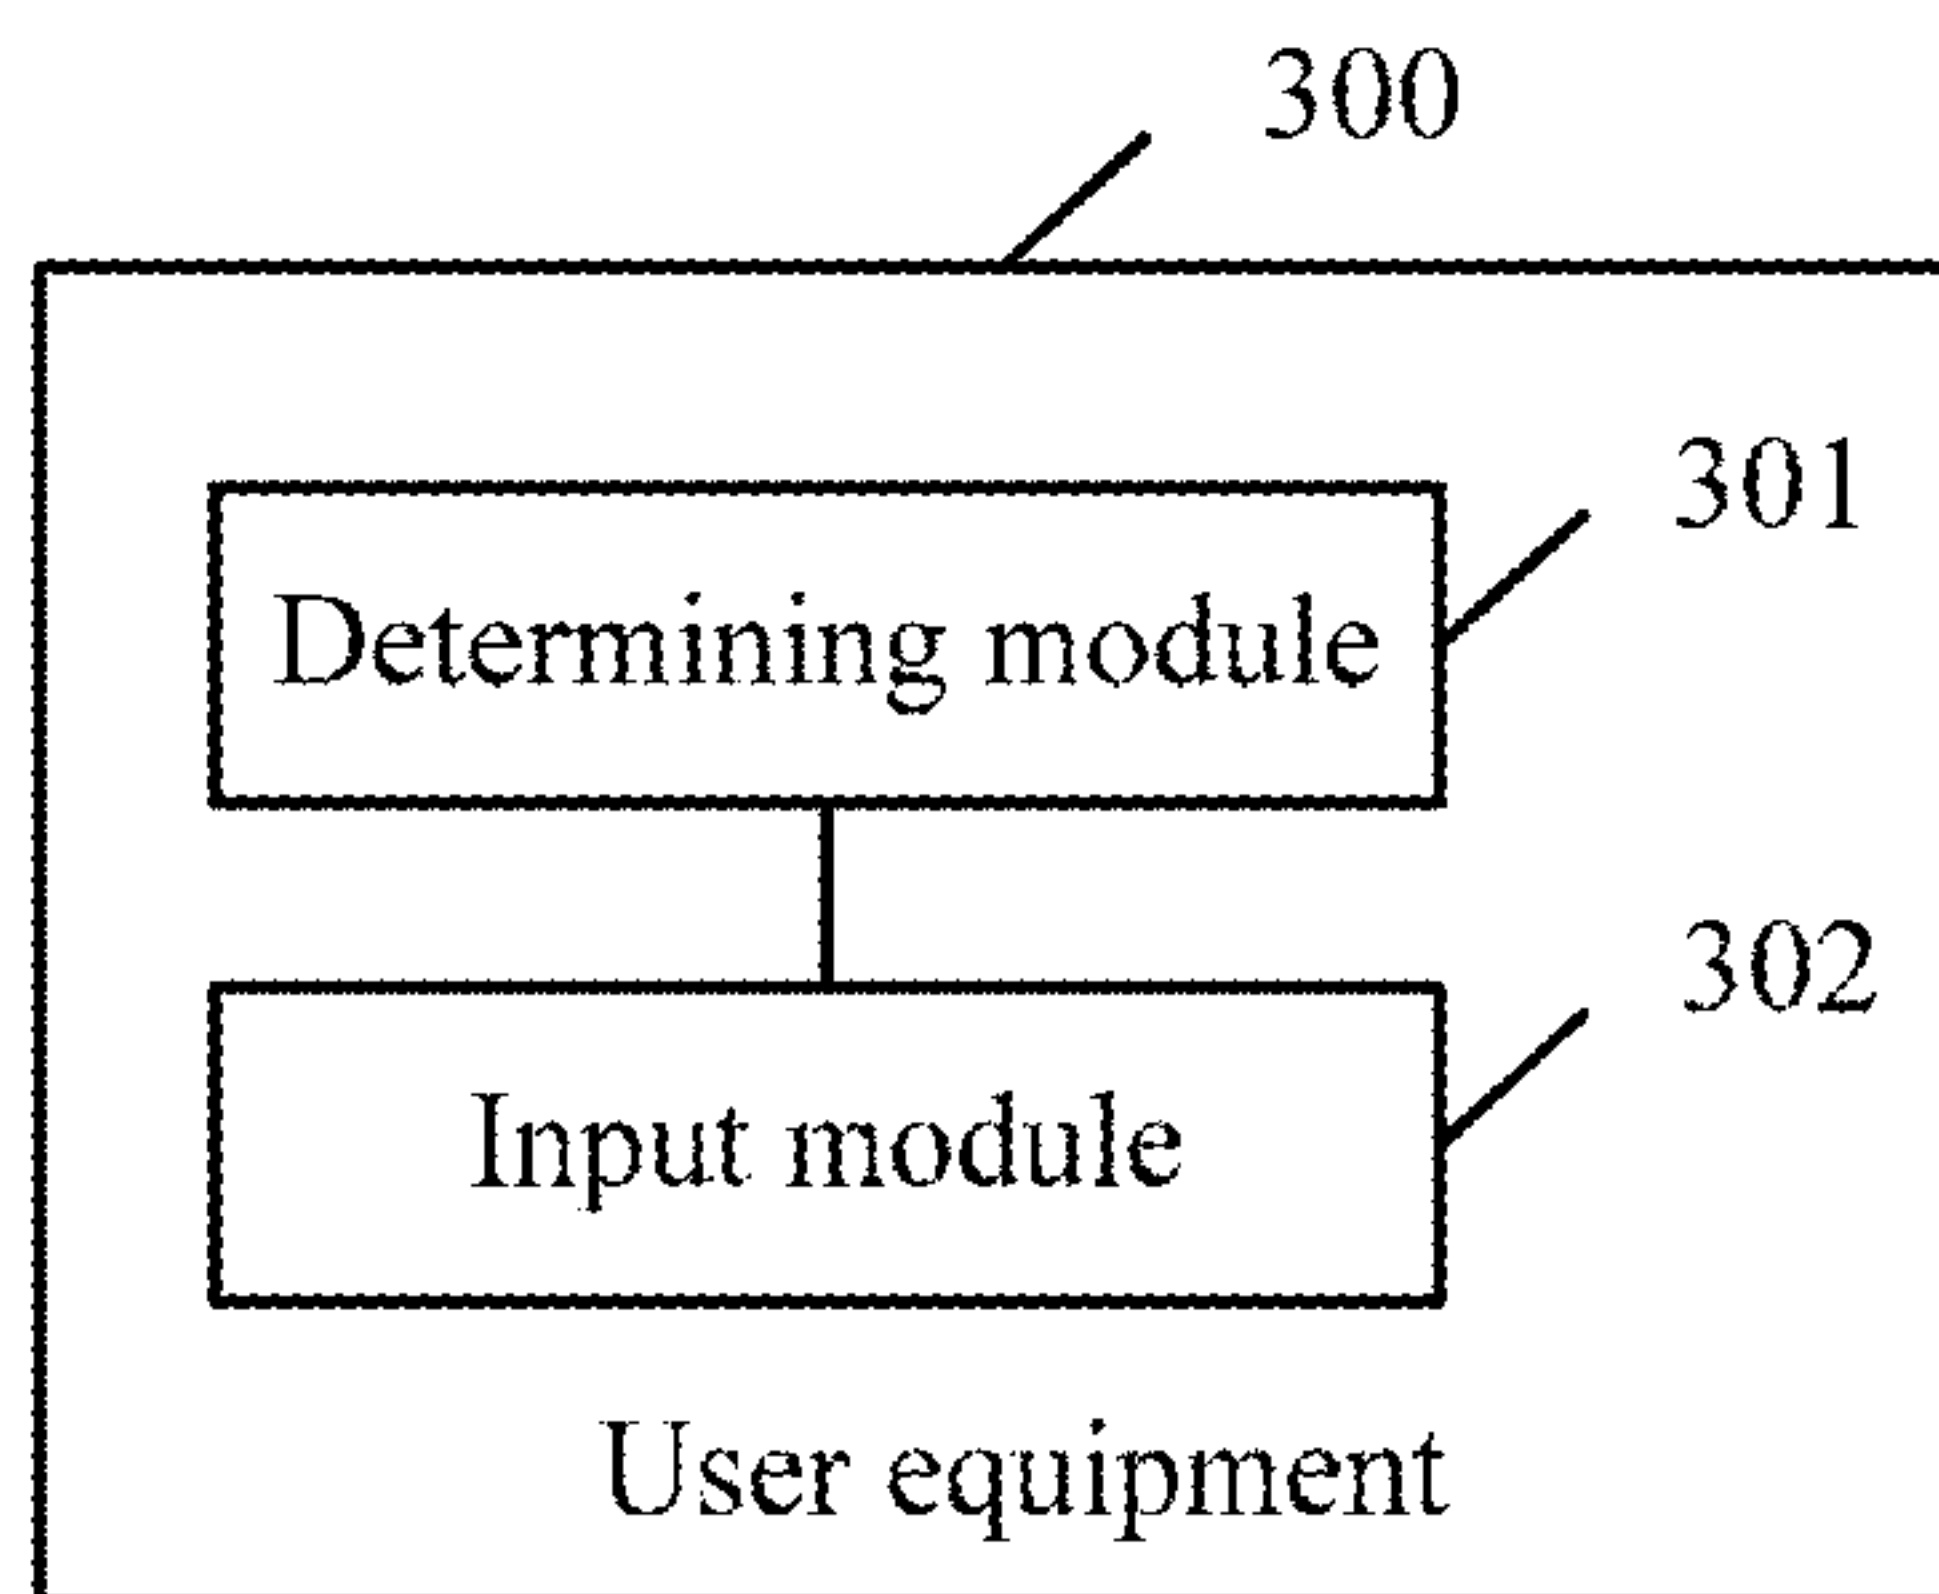 300
301
Determining module
302
Input module
User equipment